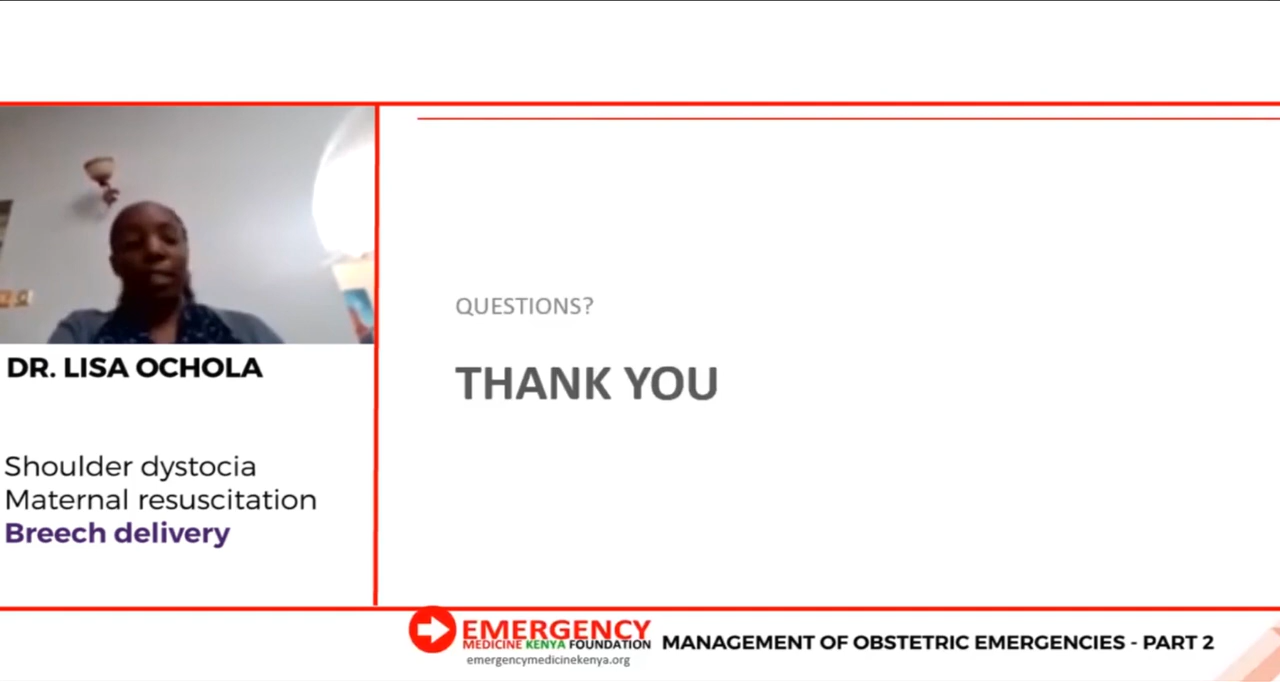 DR. LISA OCHOLA
Shoulder dystocia
Maternal resuscitation
Breech delivery
QUESTIONS?
THANK YOU
EMERGENCY
MEDICINE KENYA FOUNDATION
emergencymedicinekenya.org
MANAGEMENT OF OBSTETRIC EMERGENCIES - PART 2